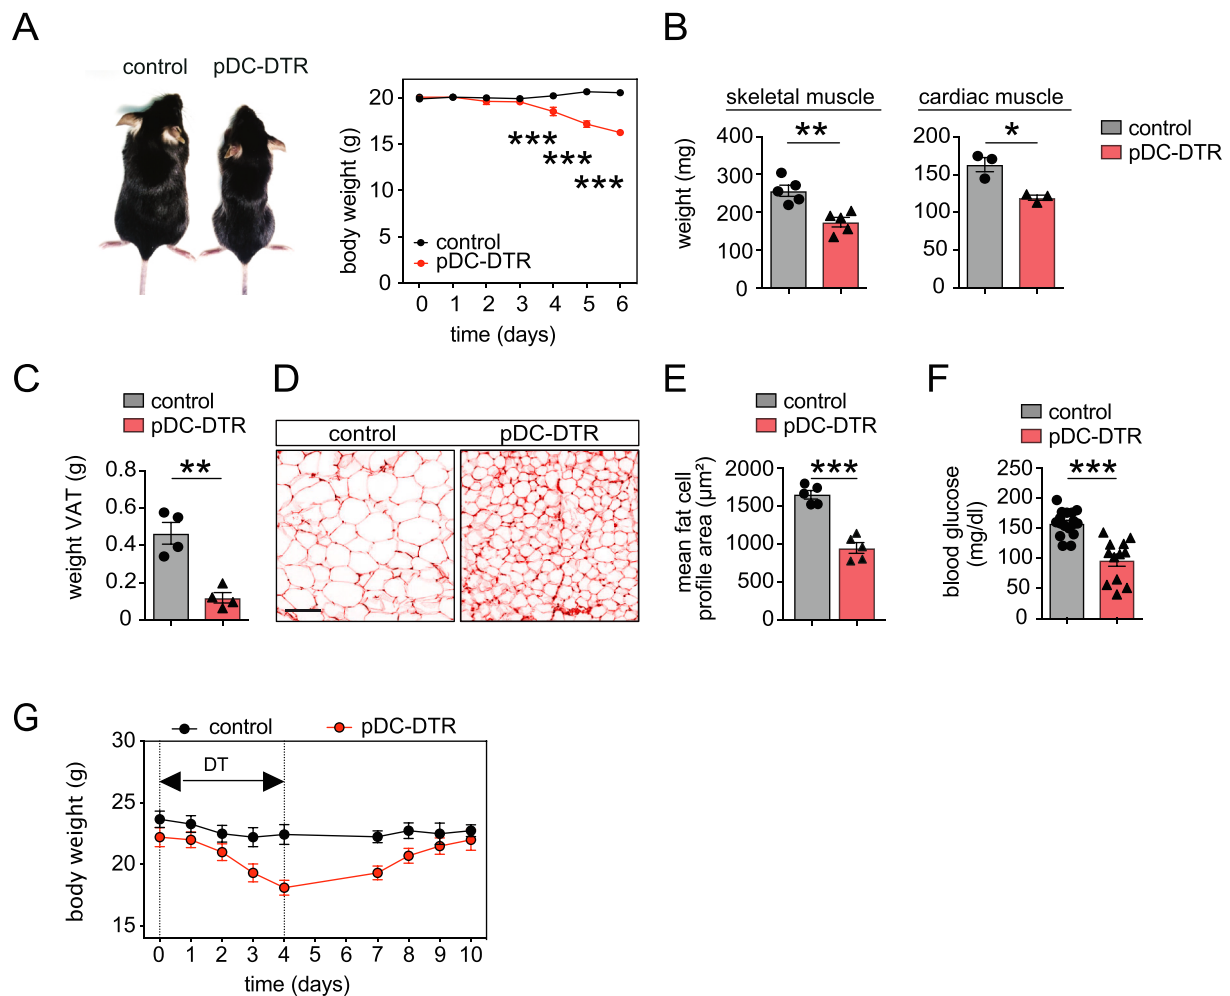 A
control pDC-DTR
body weight (g)
20
15
10
5
0
***
***
***
control
pDC-DTR
0 1 2 3 4 5 6
time (days)
B
skeletal muscle
weight (mg)
400
300
200
100
0
**
cardiac muscle
200
150
100
50
0
*
control
pDC-DTR
C
control
pDC-DTR
weight VAT (g)
0.8
0.6
0.4
0.2
0
**
D
control pDC-DTR
E
control
pDC-DTR
mean fat cell
profile area (µm²)
2000
1500
1000
500
0
***
F
control
pDC-DTR
blood glucose
(mg/dl)
250
200
150
100
50
0
***
G
control pDC-DTR
body weight (g)
30
25
20
15
DT
0 1 2 3 4 5 6 7 8 9 10
time (days)